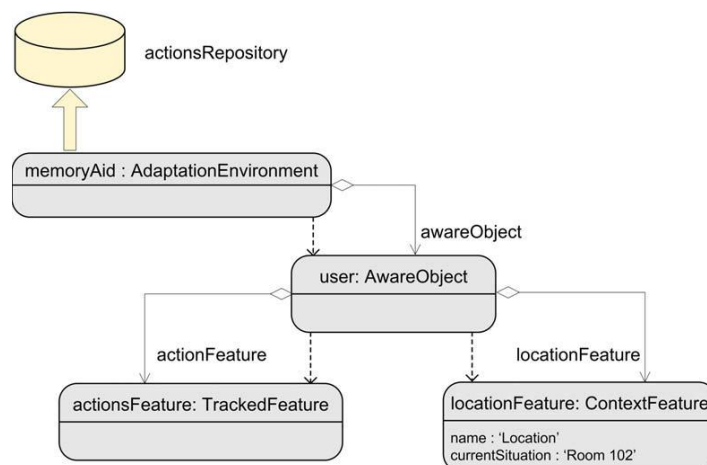 actionsRepository
memoryAid : AdaptationEnvironment
awareObject
user: AwareObject
actionFeature
locationFeature
actionsFeature: TrackedFeature
locationFeature: ContextFeature
name : ‘Location’
currentSituation : ‘Room 102’